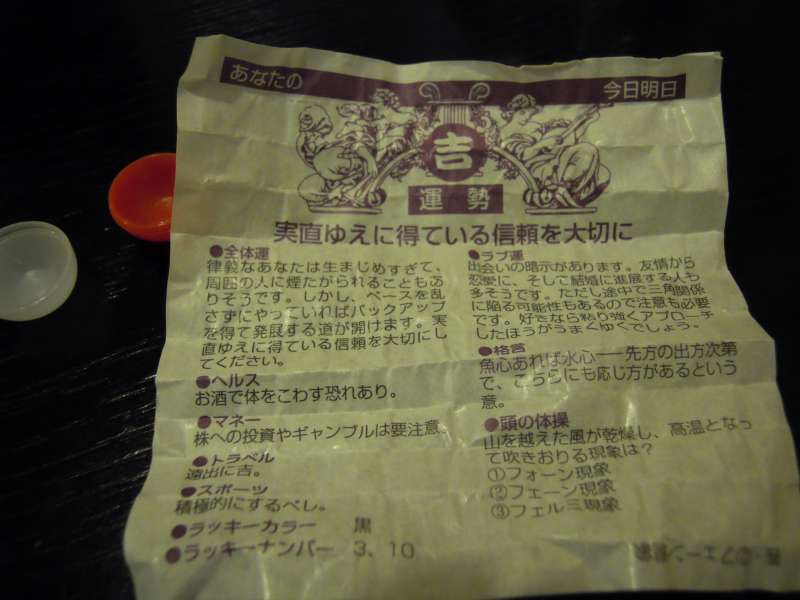 あなたの
今日明日
吉
運勢
実直ゆえに得ている信頼を大切に
●全体運
律義なあなたは生まじめすぎて、
周囲の人に煙たがられることもあ
りそうです。しかし、ペースを乱
さずにやっていればバックアップ
を得て発展する道が開けます。実
直ゆえに得ている信頼を大切にし
てください。
●ヘルス
お酒で体をこわす恐れあり。
●マネー
株への投資やギャンブルは要注意。
●トラベル
遠出に吉。
●スポーツ
積極的にするべし。
●ラッキーカラー 黒
●ラッキーナンバー 3、10
●ラブ運
出会いの暗示があります。友情から
恋愛に、そして結婚に進展する人も
多そうです。ただし途中で三角関係
に陥る可能性もあるので注意も必要
です。好きなら粘り強くアプローチ
したほうがうまくゆくでしょう。
●格言
魚心あれば水心――先方の出方次第
で、こちらにも応じ方があるという
意。
●頭の体操
山を越えた風が乾燥し、高温となっ
て吹きおりる現象は?
①フォーン現象
②フェーン現象
③フェル三現象
答・②フェーン現象